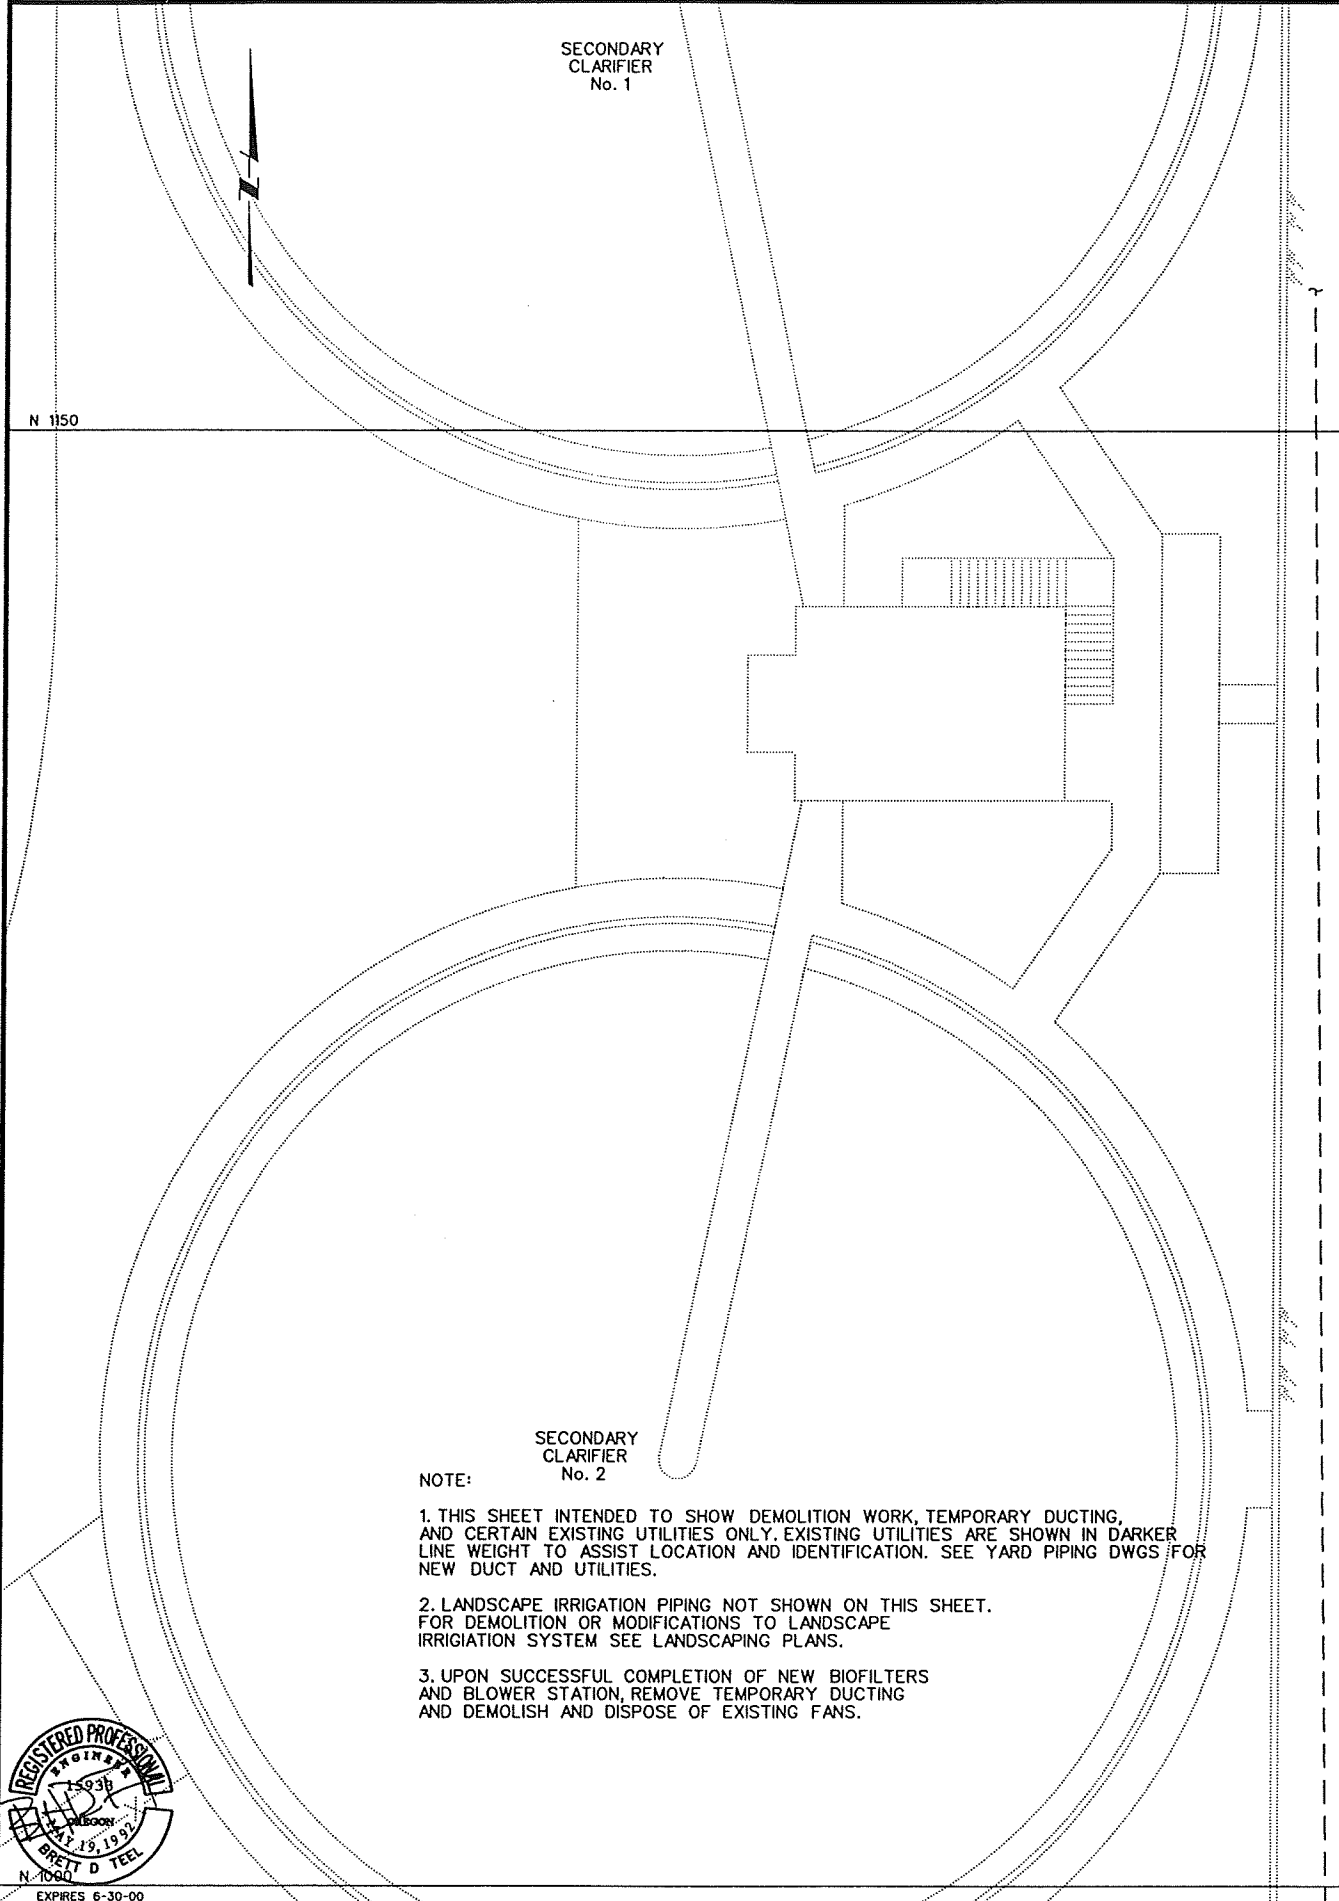 SECONDARY
CLARIFIER
No. 1
N
N 1150
SECONDARY
CLARIFIER
No. 2
NOTE:
1. THIS SHEET INTENDED TO SHOW DEMOLITION WORK, TEMPORARY DUCTING,
AND CERTAIN EXISTING UTILITIES ONLY. EXISTING UTILITIES ARE SHOWN IN DARKER
LINE WEIGHT TO ASSIST LOCATION AND IDENTIFICATION. SEE YARD PIPING DWGS FOR
NEW DUCT AND UTILITIES.
2. LANDSCAPE IRRIGATION PIPING NOT SHOWN ON THIS SHEET.
FOR DEMOLITION OR MODIFICATIONS TO LANDSCAPE
IRRIGIATION SYSTEM SEE LANDSCAPING PLANS.
3. UPON SUCCESSFUL COMPLETION OF NEW BIOFILTERS
AND BLOWER STATION, REMOVE TEMPORARY DUCTING
AND DEMOLISH AND DISPOSE OF EXISTING FANS.
REGISTERED PROFESSIONAL
ENGINEER
OREGON
MAY 19, 1992
BRETT D TEEL
N 1000
EXPIRES 6-30-00